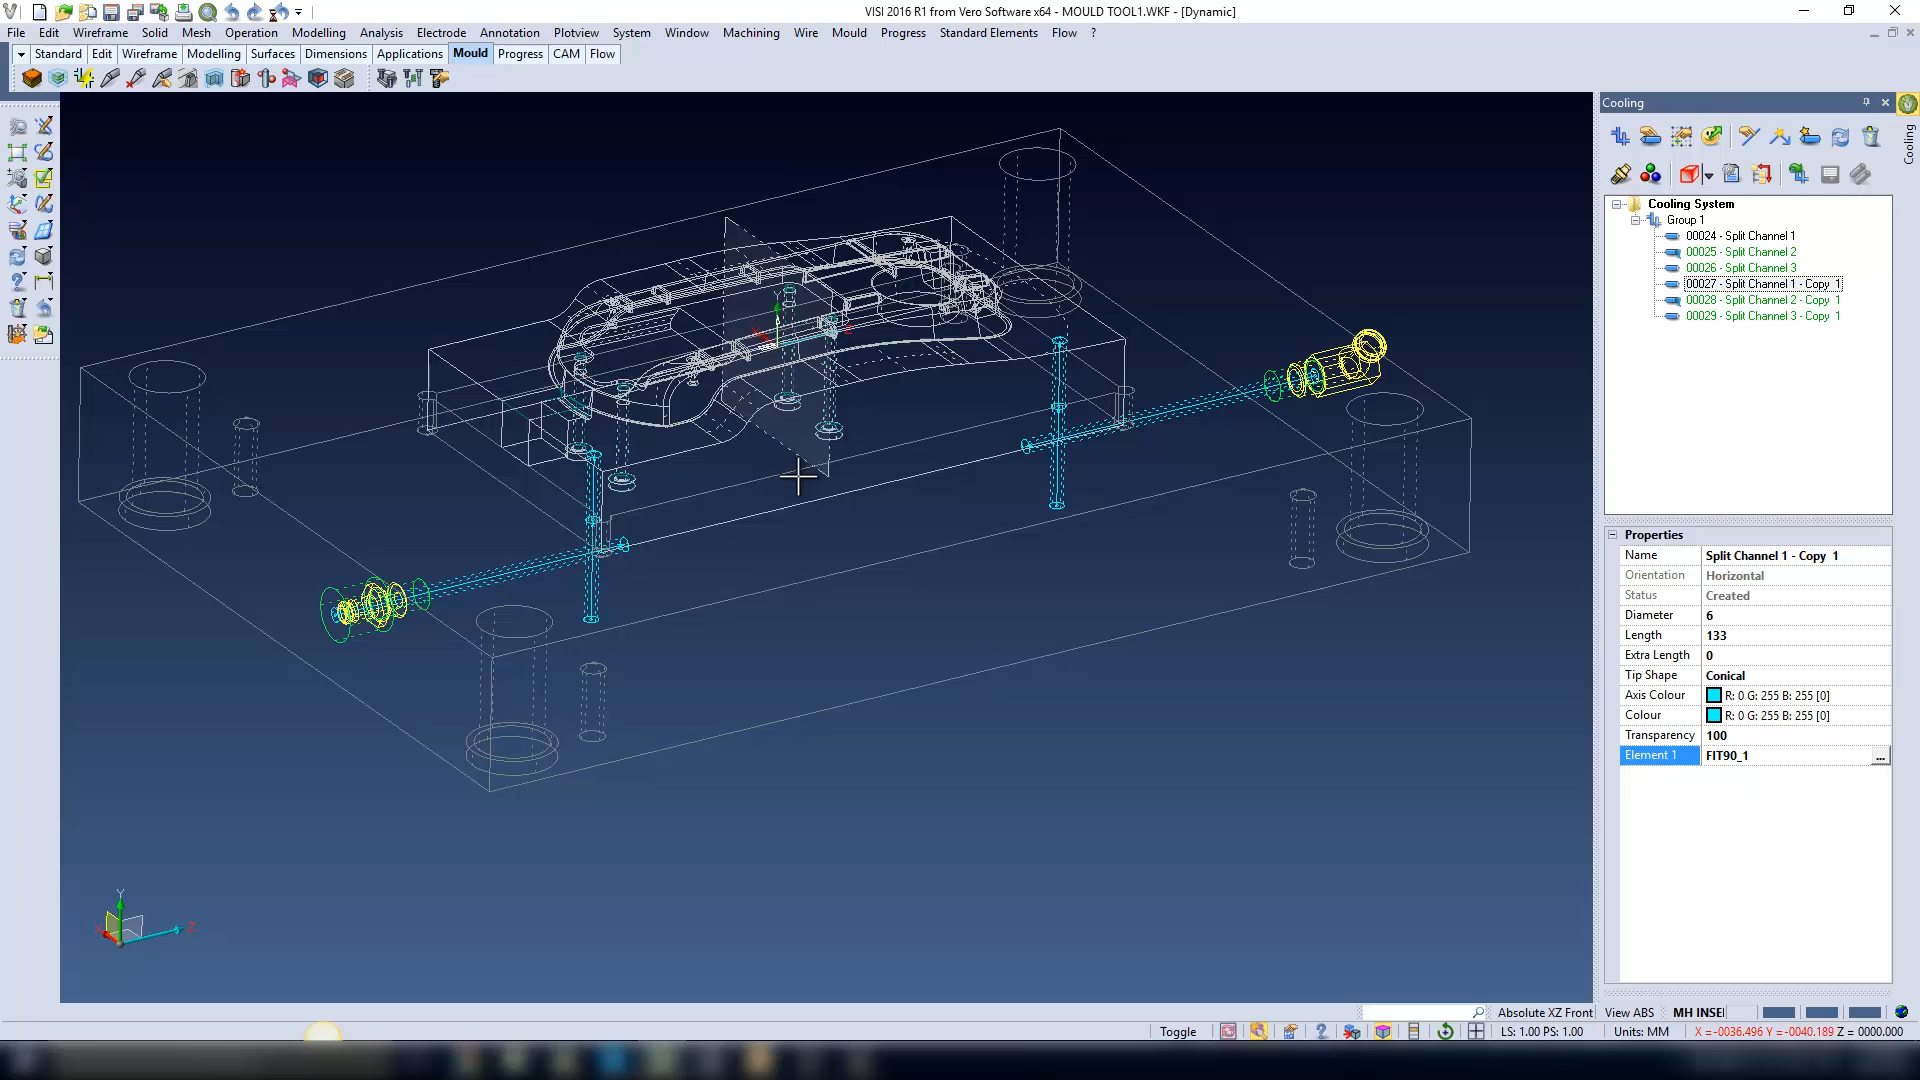 VISI 2016 R1 from Vero Software x64 - MOULD TOOL1.WKF - [Dynamic]
File Edit Wireframe Solid Mesh Operation Modelling Analysis Electrode Annotation Plotview System Window Machining Wire Mould Progress Standard Elements Flow ?
Standard Edit Wireframe Modelling Surfaces Dimensions Applications Mould Progress CAM Flow
Cooling
Cooling
Cooling System
Group 1
00024 - Split Channel 1
00025 - Split Channel 2
00026 - Split Channel 3
00027 - Split Channel 1 - Copy 1
00028 - Split Channel 2 - Copy 1
00029 - Split Channel 3 - Copy 1
Properties
Name Split Channel 1 - Copy 1
Orientation Horizontal
Status Created
Diameter 6
Length 133
Extra Length 0
Tip Shape Conical
Axis Colour R: 0 G: 255 B: 255 [0]
Colour R: 0 G: 255 B: 255 [0]
Transparency 100
Element 1 FIT90_1 ...
Y
X
Z
Absolute XZ Front View ABS MH INSE
Toggle LS: 1.00 PS: 1.00 Units: MM X =-0036.496 Y =-0040.189 Z = 0000.000